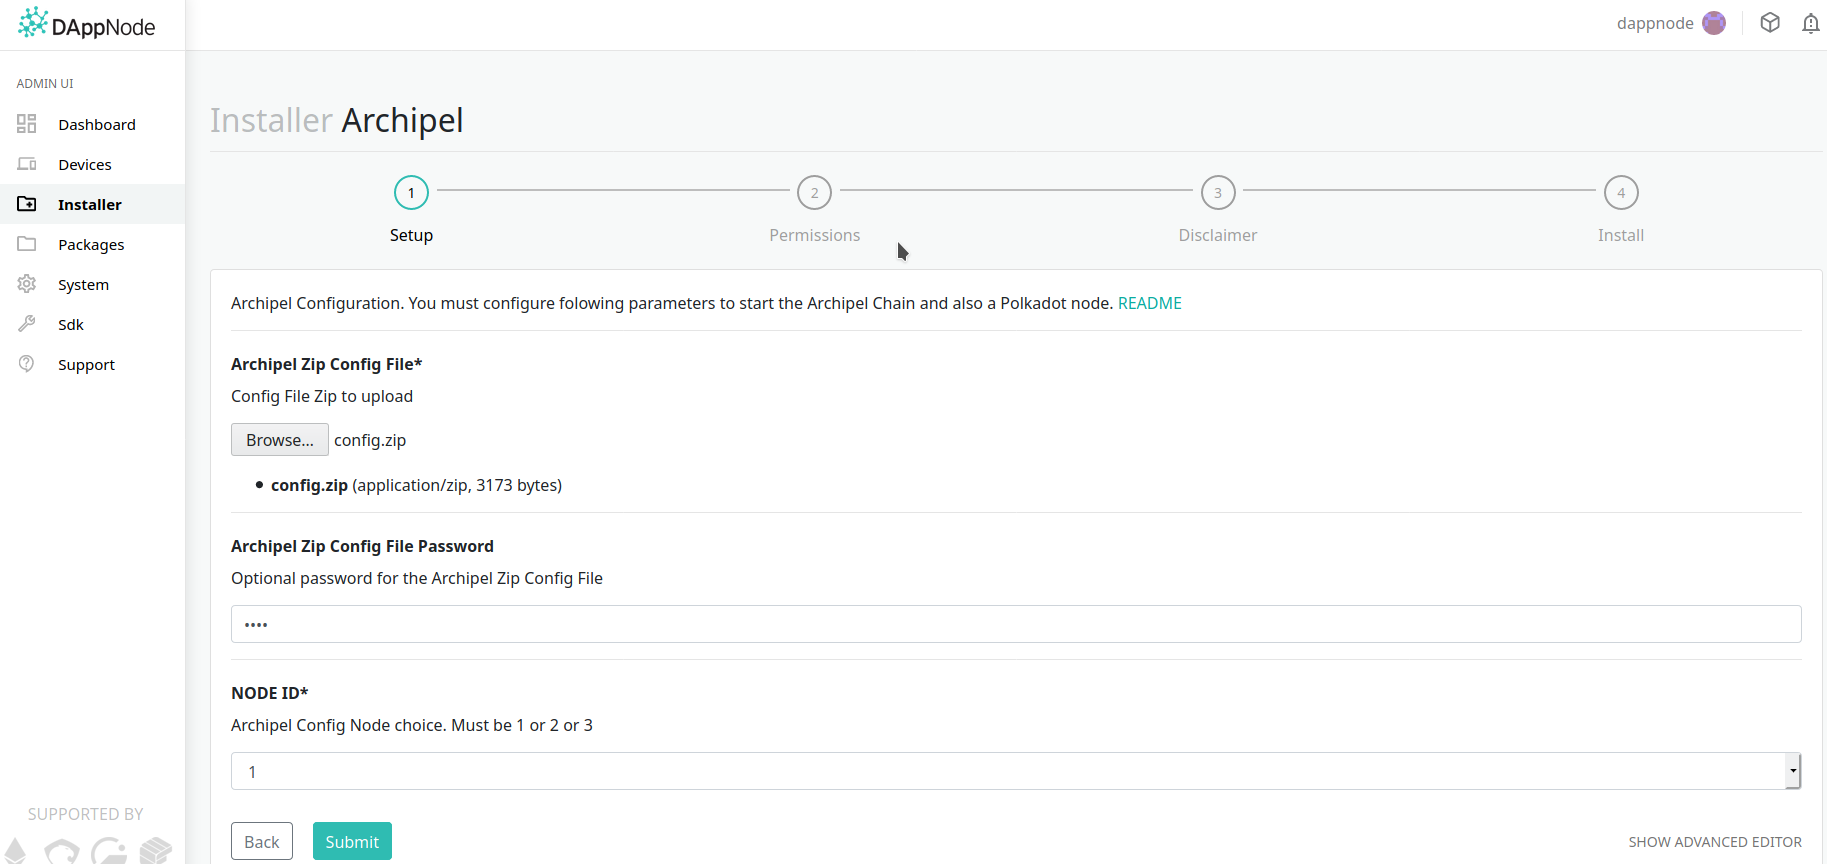 DAppNode
dappnode
ADMIN UI
Dashboard
Devices
Installer
Packages
System
Sdk
Support
SUPPORTED BY
Installer Archipel
1
2
3
4
Setup
Permissions
Disclaimer
Install
Archipel Configuration. You must configure folowing parameters to start the Archipel Chain and also a Polkadot node. README
Archipel Zip Config File*
Config File Zip to upload
Browse... config.zip
• config.zip (application/zip, 3173 bytes)
Archipel Zip Config File Password
Optional password for the Archipel Zip Config File
••••
NODE ID*
Archipel Config Node choice. Must be 1 or 2 or 3
1
Back
Submit
SHOW ADVANCED EDITOR